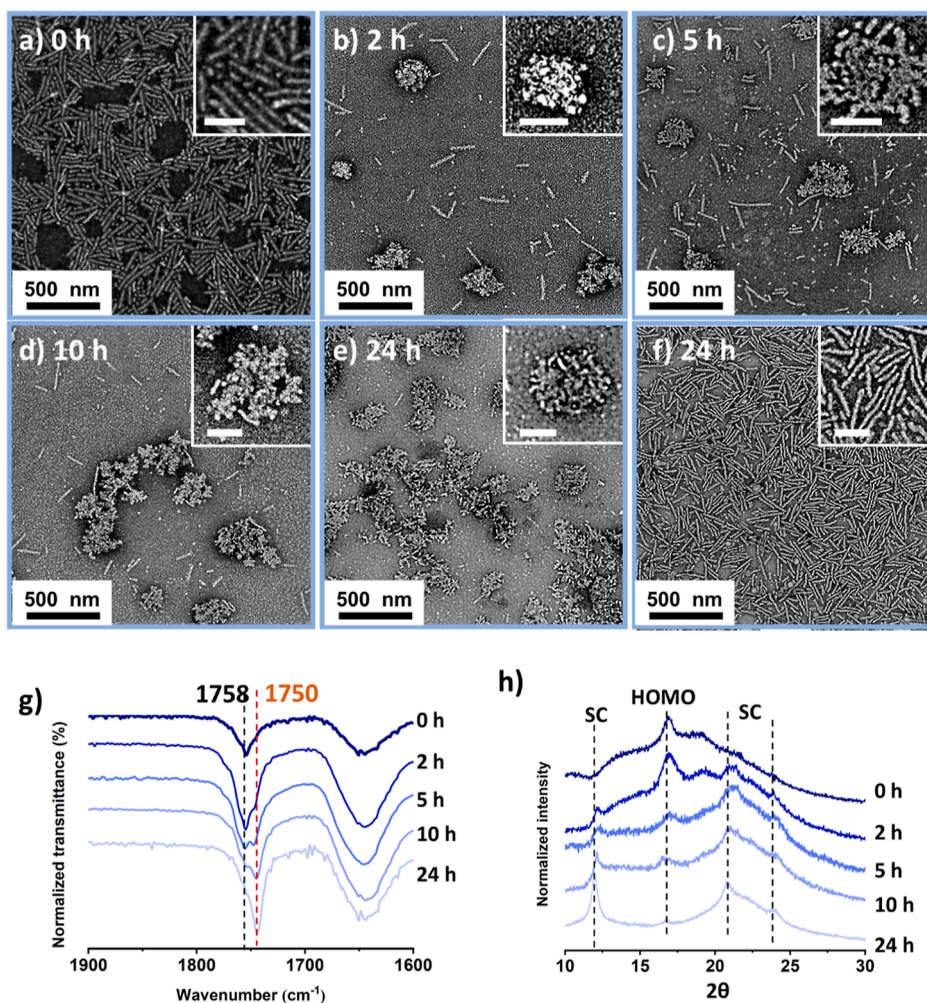 a) 0 h
500 nm
b) 2 h
500 nm
c) 5 h
500 nm
d) 10 h
500 nm
e) 24 h
500 nm
f) 24 h
500 nm
g)
1758
1750
0 h
2 h
5 h
10 h
24 h
Normalized transmittance (%)
1900
1800
1700
1600
Wavenumber (cm⁻¹)
h)
SC
HOMO
SC
0 h
2 h
5 h
10 h
24 h
Normalized intensity
10
15
20
25
30
2θ